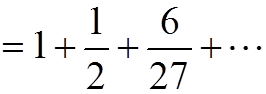 = 1 + 1/2 + 6/27 + ⋯